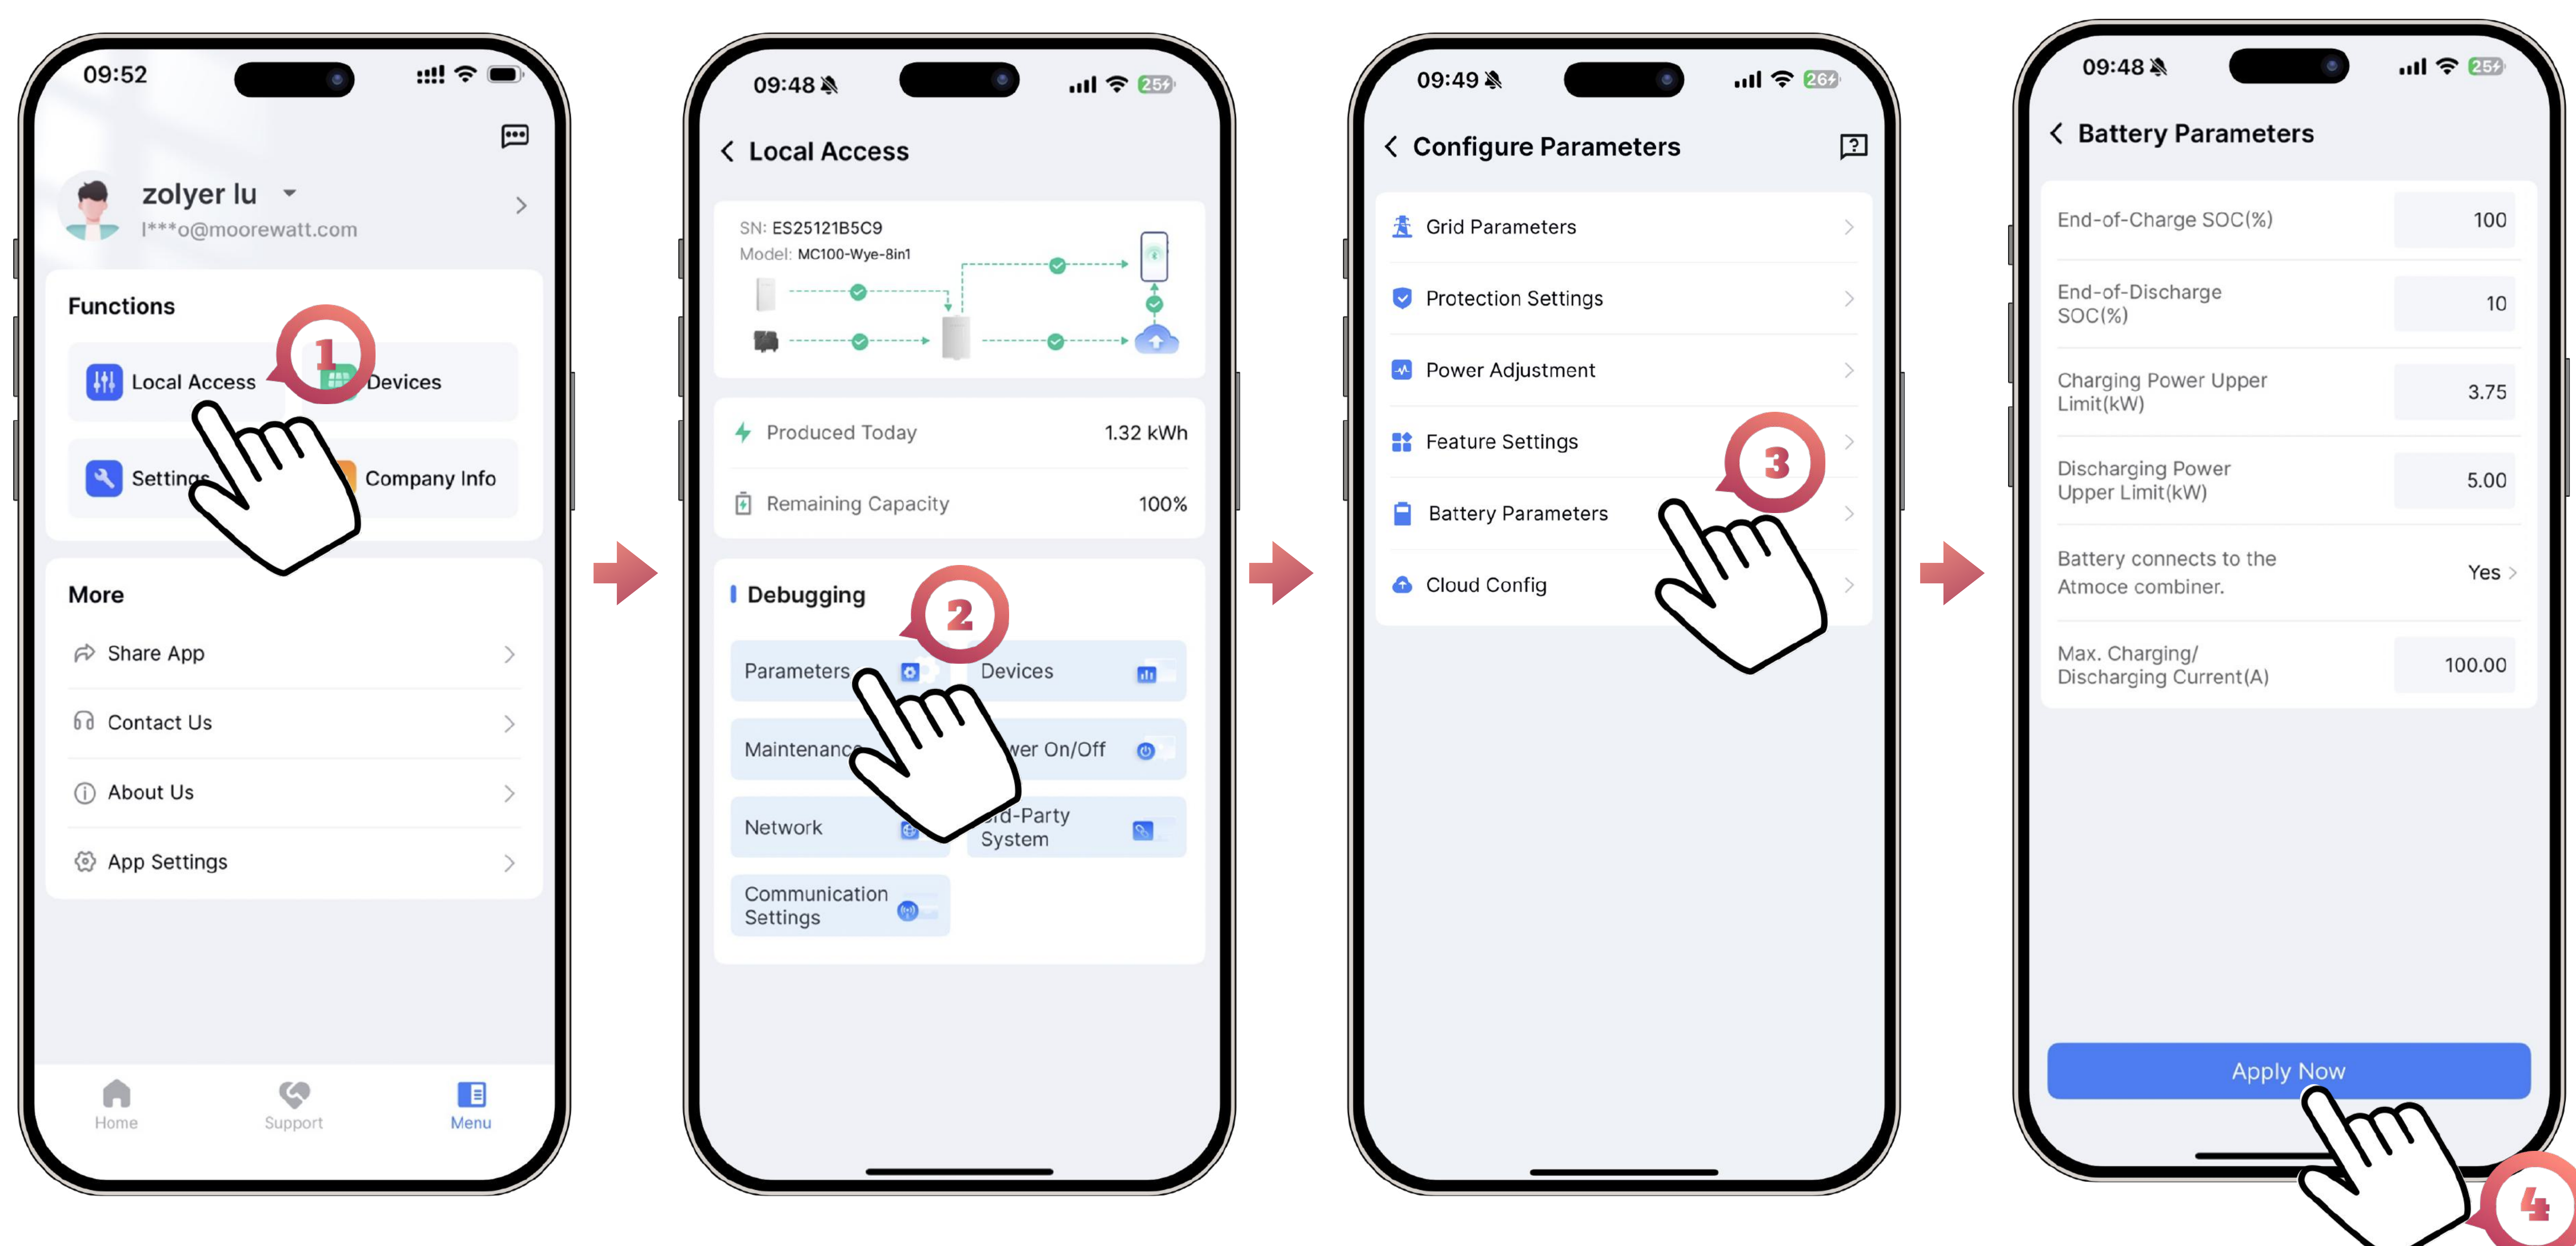 09:52
zolyer lu
l***o@moorewatt.com
Functions
1
Local Access
Devices
Settings
Company Info
More
Share App
Contact Us
About Us
App Settings
Home
Support
Menu
09:48
25
Local Access
SN: ES25121B5C9
Model: MC100-Wye-8in1
Produced Today
1.32 kWh
Remaining Capacity
100%
Debugging
2
Parameters
Devices
Maintenance
wer On/Off
Network
rd-Party
System
Communication
Settings
09:49
26
Configure Parameters
Grid Parameters
Protection Settings
Power Adjustment
Feature Settings
3
Battery Parameters
Cloud Config
09:48
25
Battery Parameters
End-of-Charge SOC(%)
100
End-of-Discharge
SOC(%)
10
Charging Power Upper
Limit(kW)
3.75
Discharging Power
Upper Limit(kW)
5.00
Battery connects to the
Atmoce combiner.
Yes
Max. Charging/
Discharging Current(A)
100.00
Apply Now
4